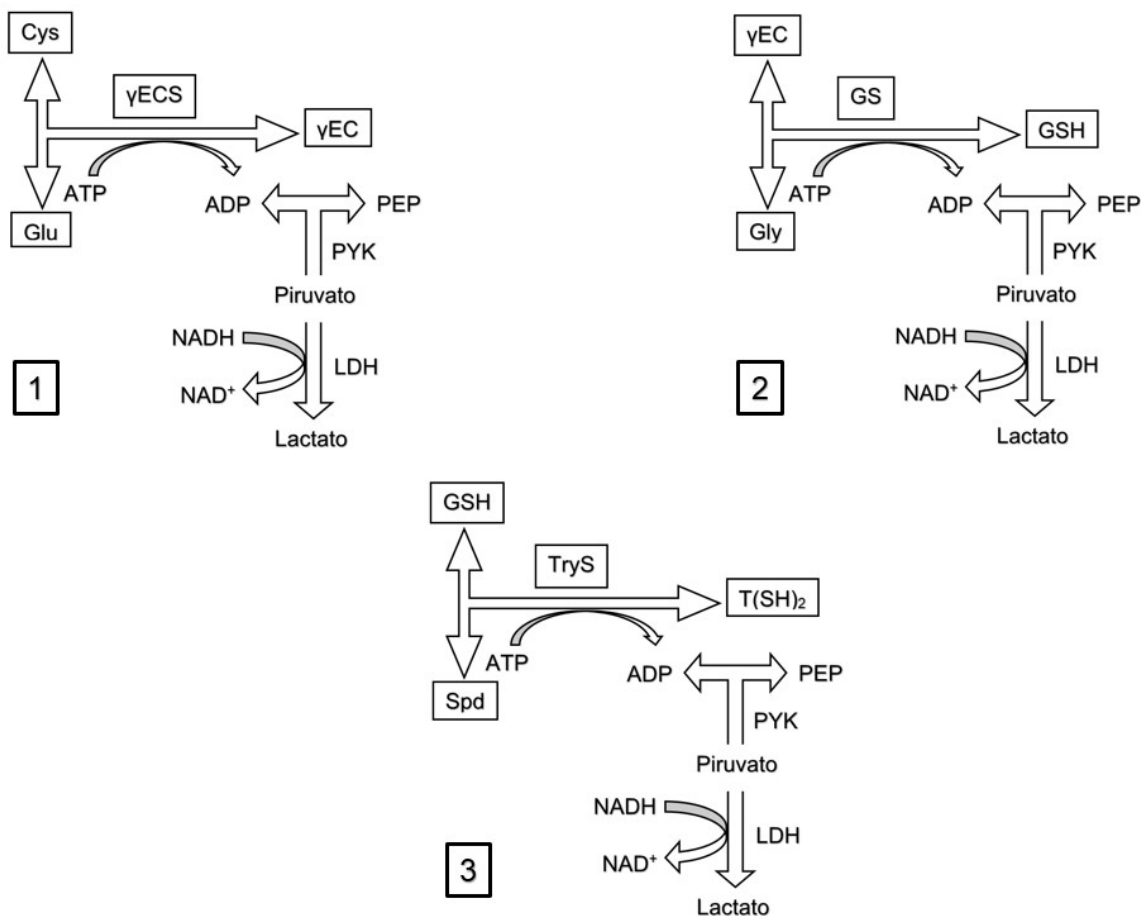 Cys
γECS
γEC
ATP
Glu
ADP
PEP
PYK
Piruvato
NADH
LDH
NAD⁺
Lactato
1
γEC
GS
GSH
ATP
Gly
ADP
PEP
PYK
Piruvato
NADH
LDH
NAD⁺
Lactato
2
GSH
TryS
T(SH)₂
ATP
Spd
ADP
PEP
PYK
Piruvato
NADH
LDH
NAD⁺
Lactato
3